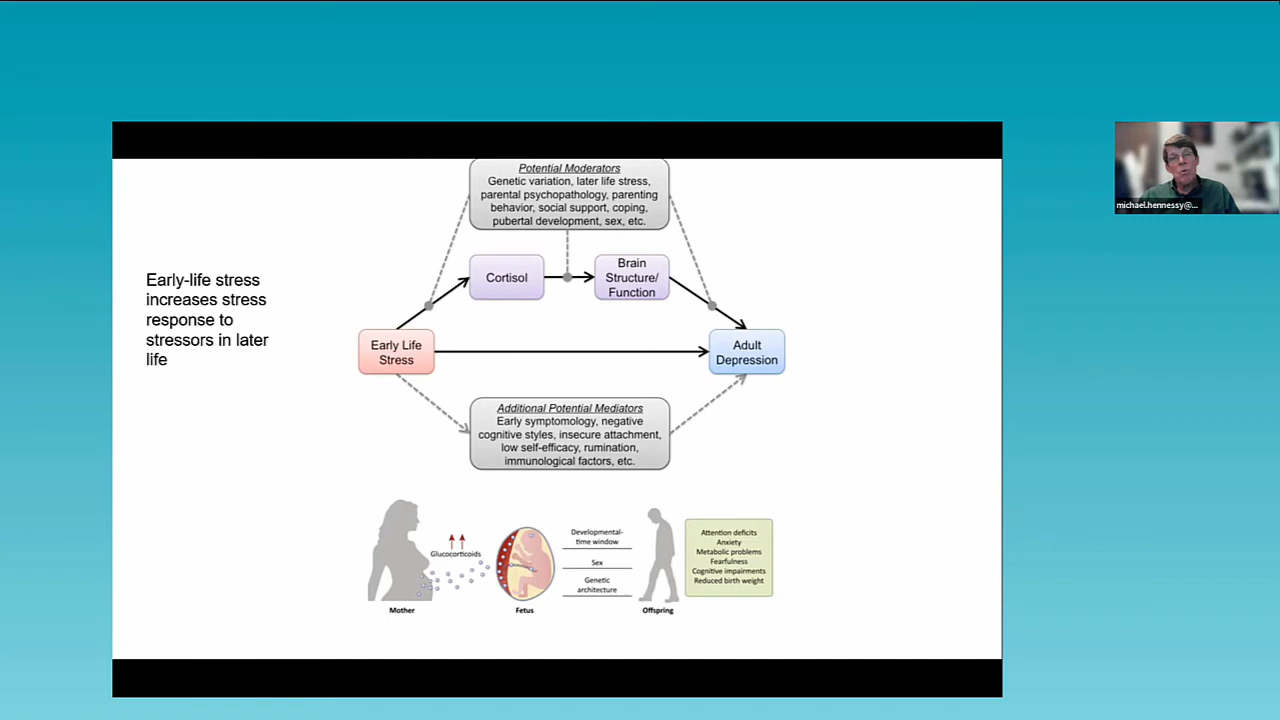 Potential Moderators
Genetic variation, later life stress,
parental psychopathology, parenting
behavior, social support, coping,
pubertal development, sex, etc.
Early-life stress
increases stress
response to
stressors in later
life
Cortisol
Brain
Structure/
Function
Early Life
Stress
Adult
Depression
Additional Potential Mediators
Early symptomology, negative
cognitive styles, insecure attachment,
low self-efficacy, rumination,
immunological factors, etc.
Glucocorticoids
Mother
Fetus
Developmental-
time window
Sex
Genetic
architecture
Offspring
Attention deficits
Anxiety
Metabolic problems
Fearfulness
Cognitive impairments
Reduced birth weight
michael.hennessy@...